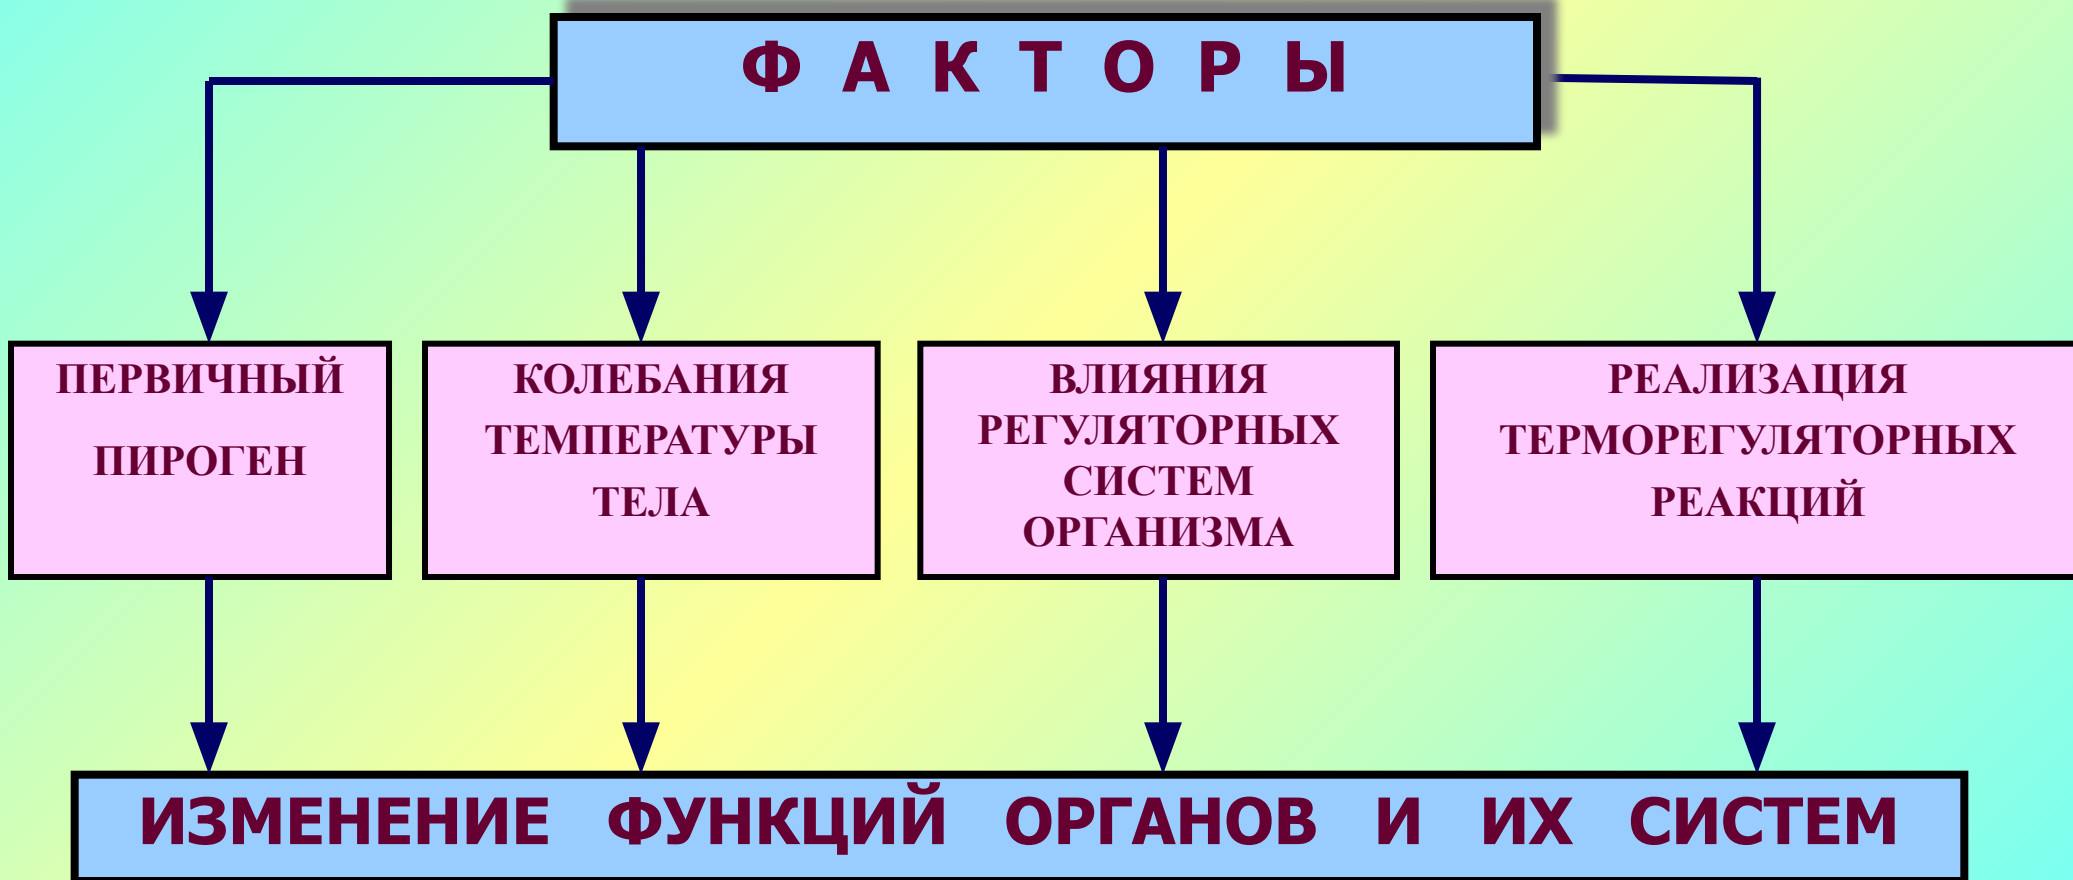 Ф А К Т О Р Ы
ПЕРВИЧНЫЙ
ПИРОГЕН
КОЛЕБАНИЯ
ТЕМПЕРАТУРЫ
ТЕЛА
ВЛИЯНИЯ
РЕГУЛЯТОРНЫХ
СИСТЕМ
ОРГАНИЗМА
РЕАЛИЗАЦИЯ
ТЕРМОРЕГУЛЯТОРНЫХ
РЕАКЦИЙ
ИЗМЕНЕНИЕ ФУНКЦИЙ ОРГАНОВ И ИХ СИСТЕМ